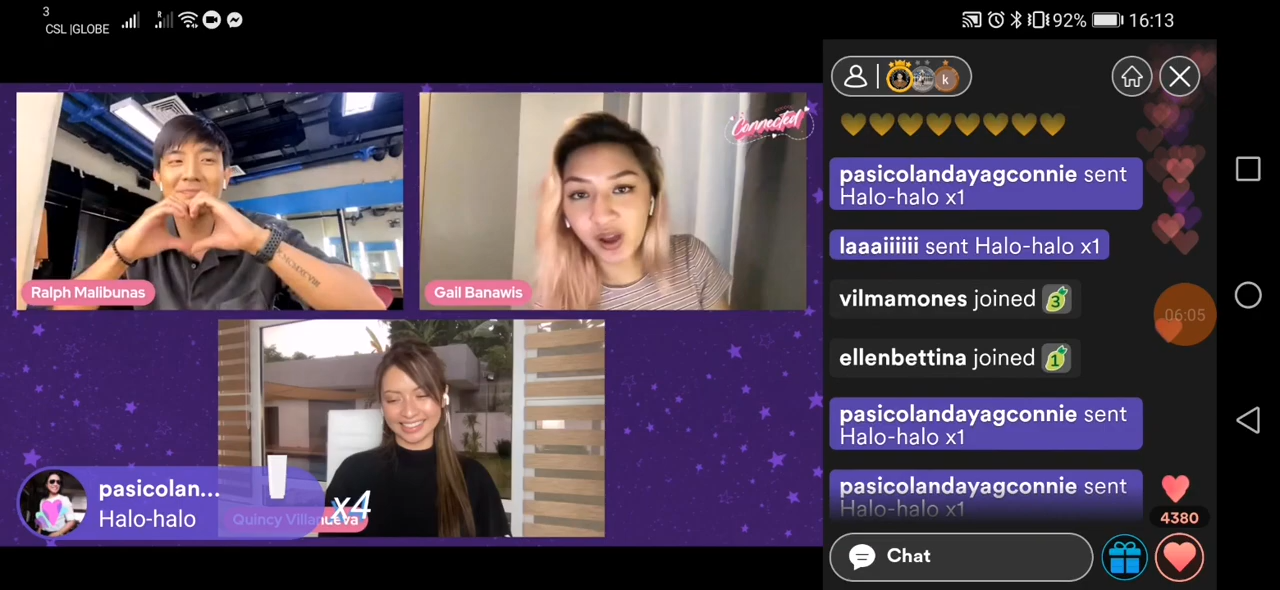 3
CSL |GLOBE
R
92%
16:13
Connected!
Ralph Malibunas
Gail Banawis
pasicolan...
Halo-halo
x4
Quincy Villanueva
k
pasicolandayagconnie sent
Halo-halo x1
laaaiiiiii sent Halo-halo x1
vilmamones joined 3
ellenbettina joined 1
pasicolandayagconnie sent
Halo-halo x1
pasicolandayagconnie sent
Halo-halo x1
06:05
4380
Chat